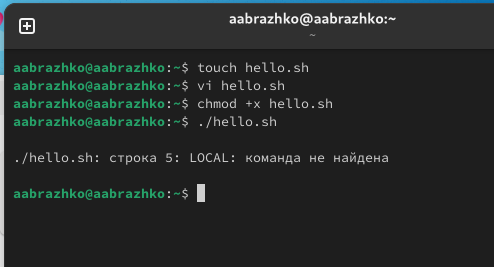 aabrazhko@aabrazhko:~
~
aabrazhko@aabrazhko:~$ touch hello.sh
aabrazhko@aabrazhko:~$ vi hello.sh
aabrazhko@aabrazhko:~$ chmod +x hello.sh
aabrazhko@aabrazhko:~$ ./hello.sh
./hello.sh: строка 5: LOCAL: команда не найдена
aabrazhko@aabrazhko:~$